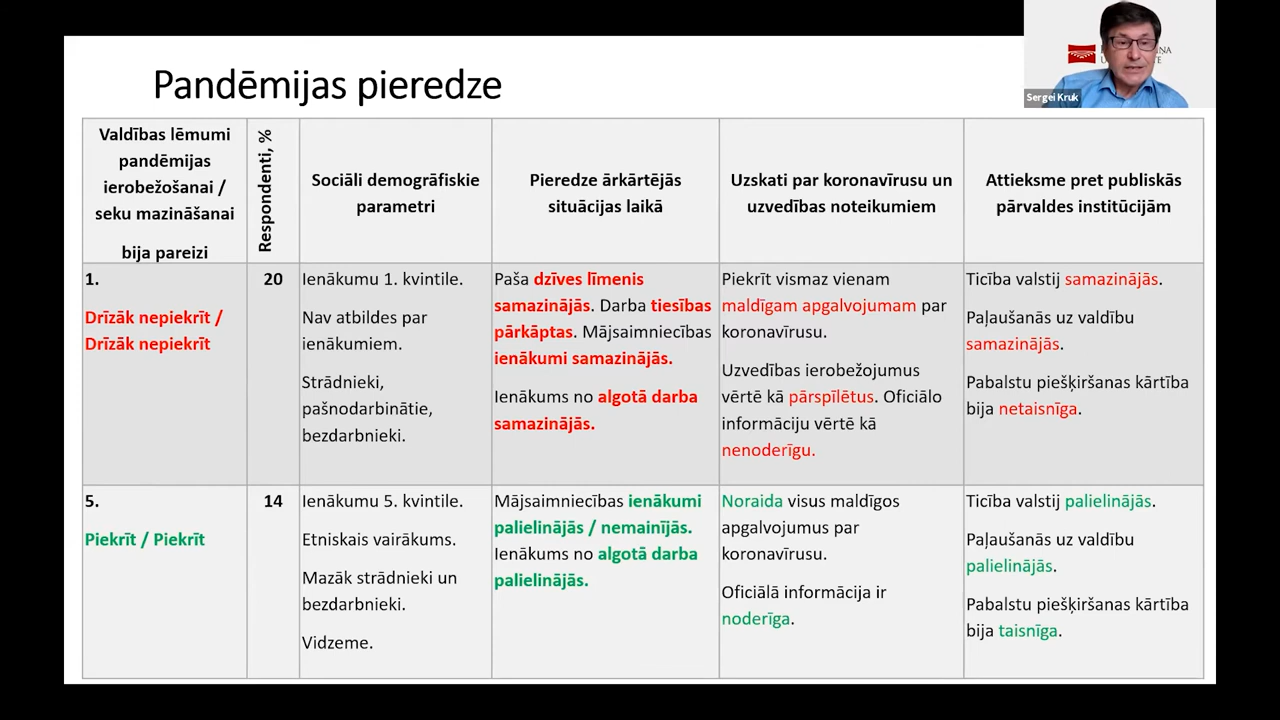 Pandēmijas pieredze
Sergei Kruk
Valdības lēmumi
pandēmijas
ierobežošanai /
seku mazināšanai
bija pareizi
Respondenti, %
Sociāli demogrāfiskie
parametri
Pieredze ārkārtējās
situācijas laikā
Uzskati par koronavīrusu un
uzvedības noteikumiem
Attieksme pret publiskās
pārvaldes institūcijām
1.
Drīzāk nepiekrīt /
Drīzāk nepiekrīt
20
Ienākumu 1. kvintile.
Nav atbildes par
ienākumiem.
Strādnieki,
pašnodarbinātie,
bezdarbnieki.
Paša dzīves līmenis
samazinājās. Darba tiesības
pārkāptas. Mājsaimniecības
ienākumi samazinājās.
Ienākums no algotā darba
samazinājās.
Piekrīt vismaz vienam
maldīgam apgalvojumam par
koronavīrusu.
Uzvedības ierobežojumus
vērtē kā pārspīlētus. Oficiālo
informāciju vērtē kā
nenoderīgu.
Ticība valstij samazinājās.
Paļaušanās uz valdību
samazinājās.
Pabalstu piešķiršanas kārtība
bija netaisnīga.
5.
Piekrīt / Piekrīt
14
Ienākumu 5. kvintile.
Etniskais vairākums.
Mazāk strādnieki un
bezdarbnieki.
Vidzeme.
Mājsaimniecības ienākumi
palielinājās / nemainījās.
Ienākums no algotā darba
palielinājās.
Noraida visus maldīgos
apgalvojumus par
koronavīrusu.
Oficiālā informācija ir
noderīga.
Ticība valstij palielinājās.
Paļaušanās uz valdību
palielinājās.
Pabalstu piešķiršanas kārtība
bija taisnīga.